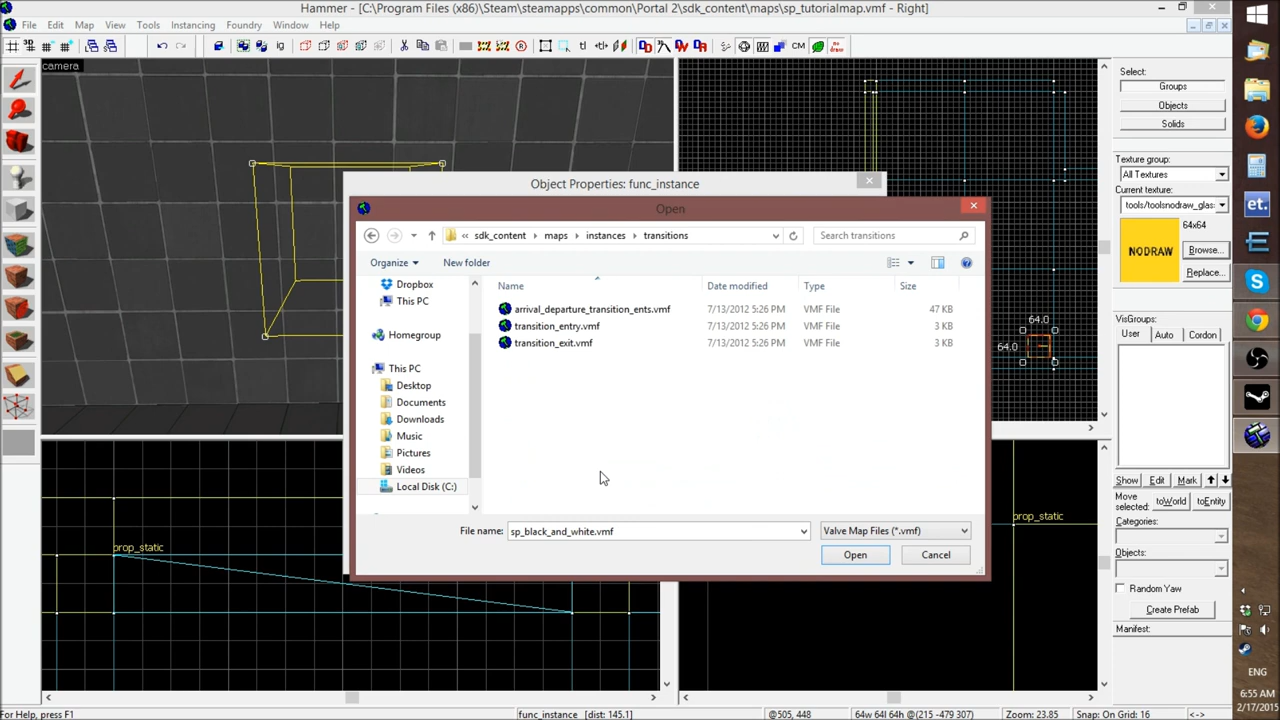 Hammer - [C:\Program Files (x86)\Steam\steamapps\common\Portal 2\sdk_content\maps\sp_tutorialmap.vmf - Right]
File Edit Map View Tools Instancing Foundry Window Help
camera
Object Properties: func_instance
Open
« sdk_content maps instances transitions
Search transitions
Organize New folder
Name Date modified Type Size
Dropbox
This PC
Homegroup
This PC
Desktop
Documents
Downloads
Music
Pictures
Videos
Local Disk (C:)
arrival_departure_transition_ents.vmf 7/13/2012 5:26 PM VMF File 47 KB
transition_entry.vmf 7/13/2012 5:26 PM VMF File 3 KB
transition_exit.vmf 7/13/2012 5:26 PM VMF File 3 KB
File name: sp_black_and_white.vmf
Valve Map Files (*.vmf)
Open Cancel
64.0
64.0
prop_static
prop_static
Select:
Groups
Objects
Solids
Texture group:
All Textures
Current texture:
tools/toolsnodraw_glas
NODRAW
64x64
Browse...
Replace...
VisGroups:
User Auto Cordon
Show Edit Mark
Move selected:
toWorld toEntity
Categories:
Objects:
Random Yaw
Create Prefab
Manifest:
et.
ENG
6:55 AM
2/17/2015
For Help, press F1
func_instance [dist: 145.1]
@505, 448
64w 64l 64h @(215 -479 307)
Zoom: 23.85
Snap: On Grid: 16
<->